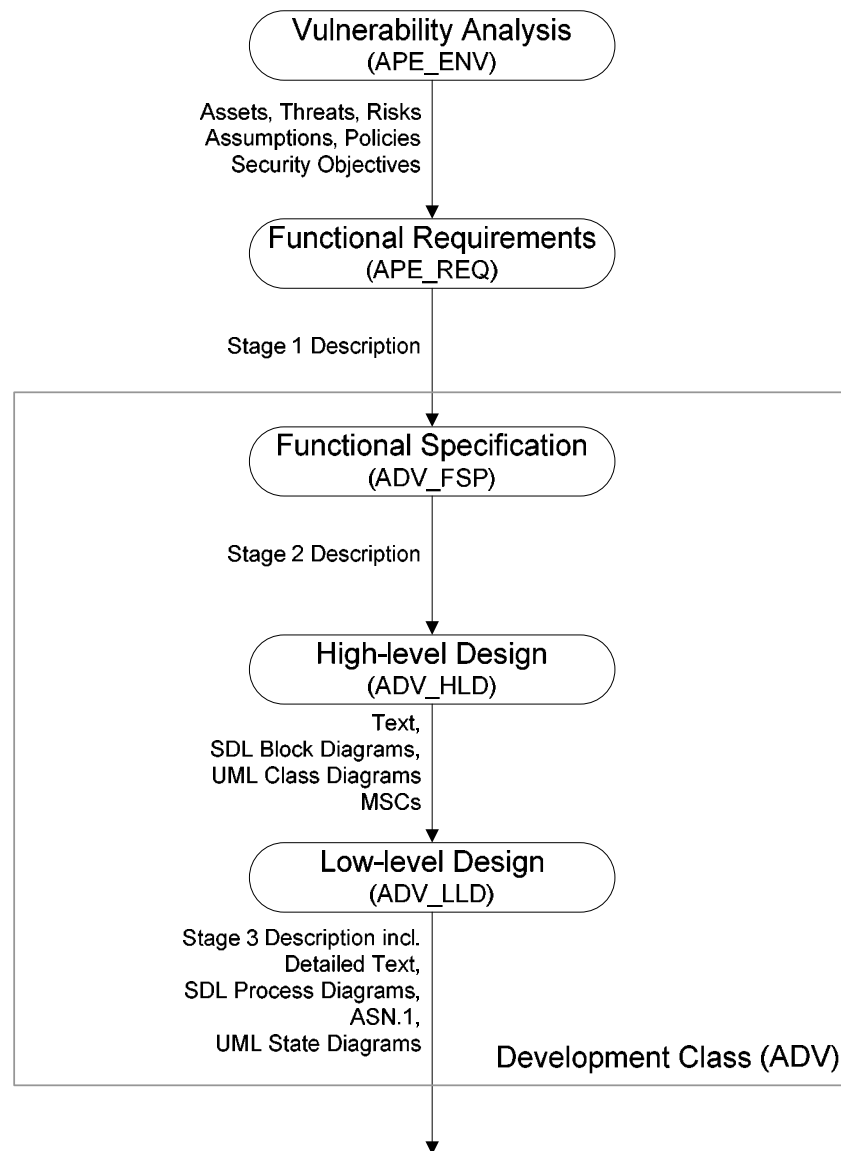 Vulnerability Analysis
(APE_ENV)
Assets, Threats, Risks
Assumptions, Policies
Security Objectives
Functional Requirements
(APE_REQ)
Stage 1 Description
Functional Specification
(ADV_FSP)
Stage 2 Description
High-level Design
(ADV_HLD)
Text,
SDL Block Diagrams,
UML Class Diagrams
MSCs
Low-level Design
(ADV_LLD)
Stage 3 Description incl.
Detailed Text,
SDL Process Diagrams,
ASN.1,
UML State Diagrams
Development Class (ADV)